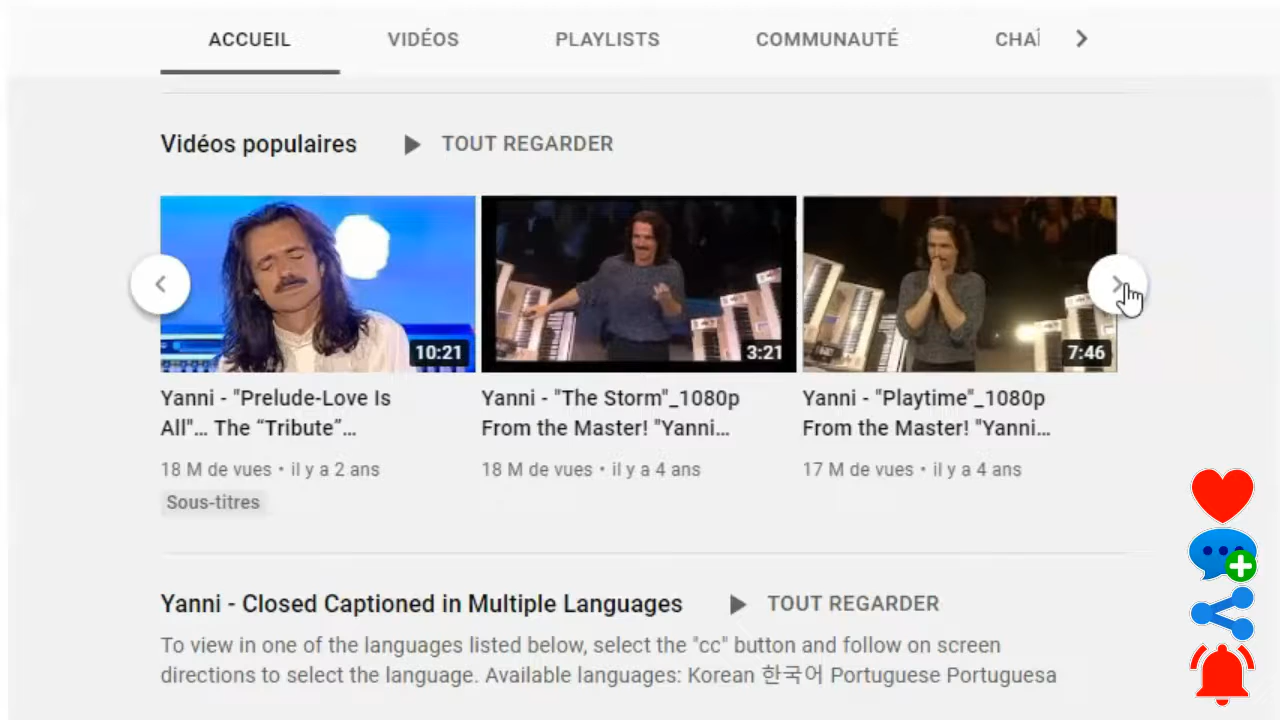 ACCUEIL VIDÉOS PLAYLISTS COMMUNAUTÉ CHAÎ
Vidéos populaires TOUT REGARDER
10:21 3:21 7:46
Yanni - "Prelude-Love Is
All"... The “Tribute”...
18 M de vues • il y a 2 ans
Sous-titres
Yanni - "The Storm"_1080p
From the Master! "Yanni...
18 M de vues • il y a 4 ans
Yanni - "Playtime"_1080p
From the Master! "Yanni...
17 M de vues • il y a 4 ans
Yanni - Closed Captioned in Multiple Languages TOUT REGARDER
To view in one of the languages listed below, select the "cc" button and follow on screen
directions to select the language. Available languages: Korean 한국어 Portuguese Portuguesa